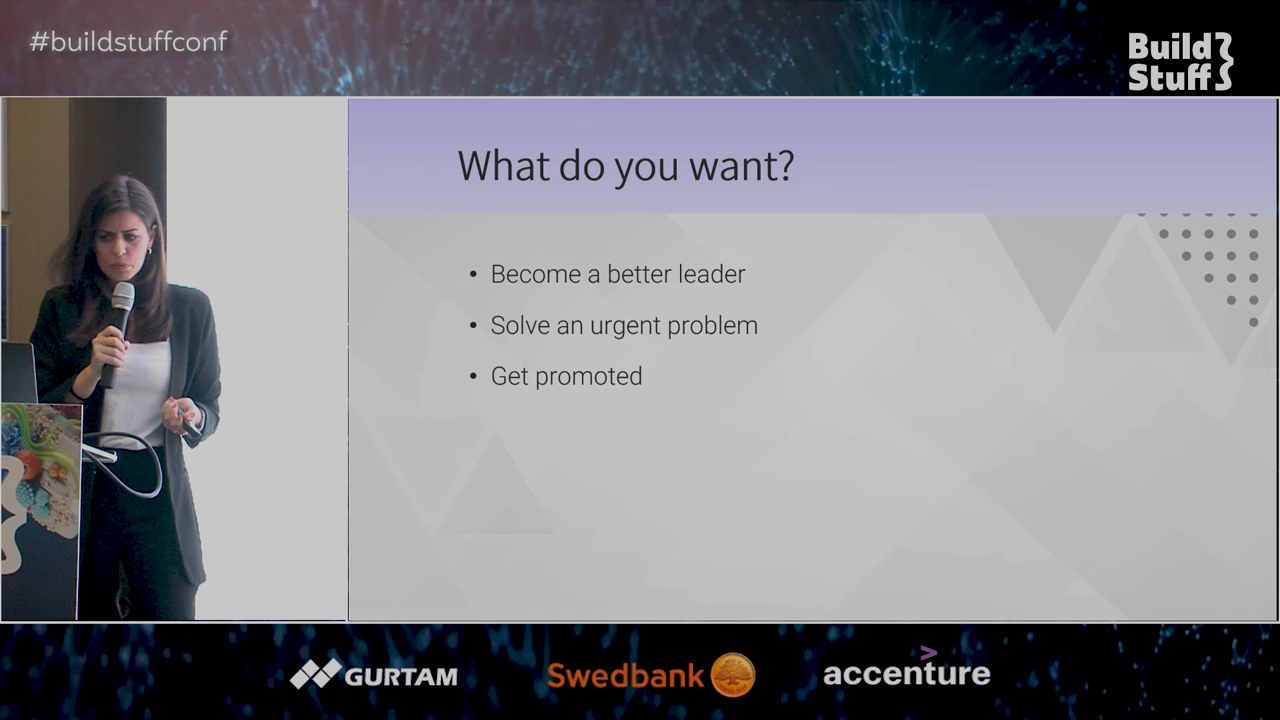 #buildstuffconf
Build
Stuff
What do you want?
• Become a better leader
• Solve an urgent problem
• Get promoted
GURTAM
Swedbank
accenture